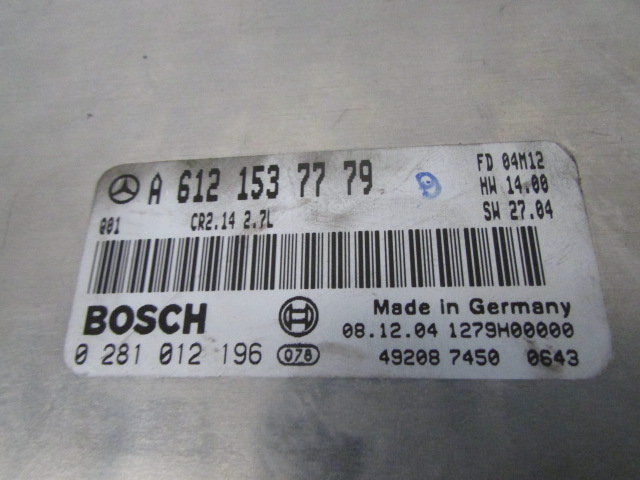 A 612 153 77 79
FD 04M12
HW 14.00
SW 27.04
Q01 CR2.14 2.7L
BOSCH
Made in Germany
08.12.04 1279H00000
0 281 012 196 078
49208 7450 0643